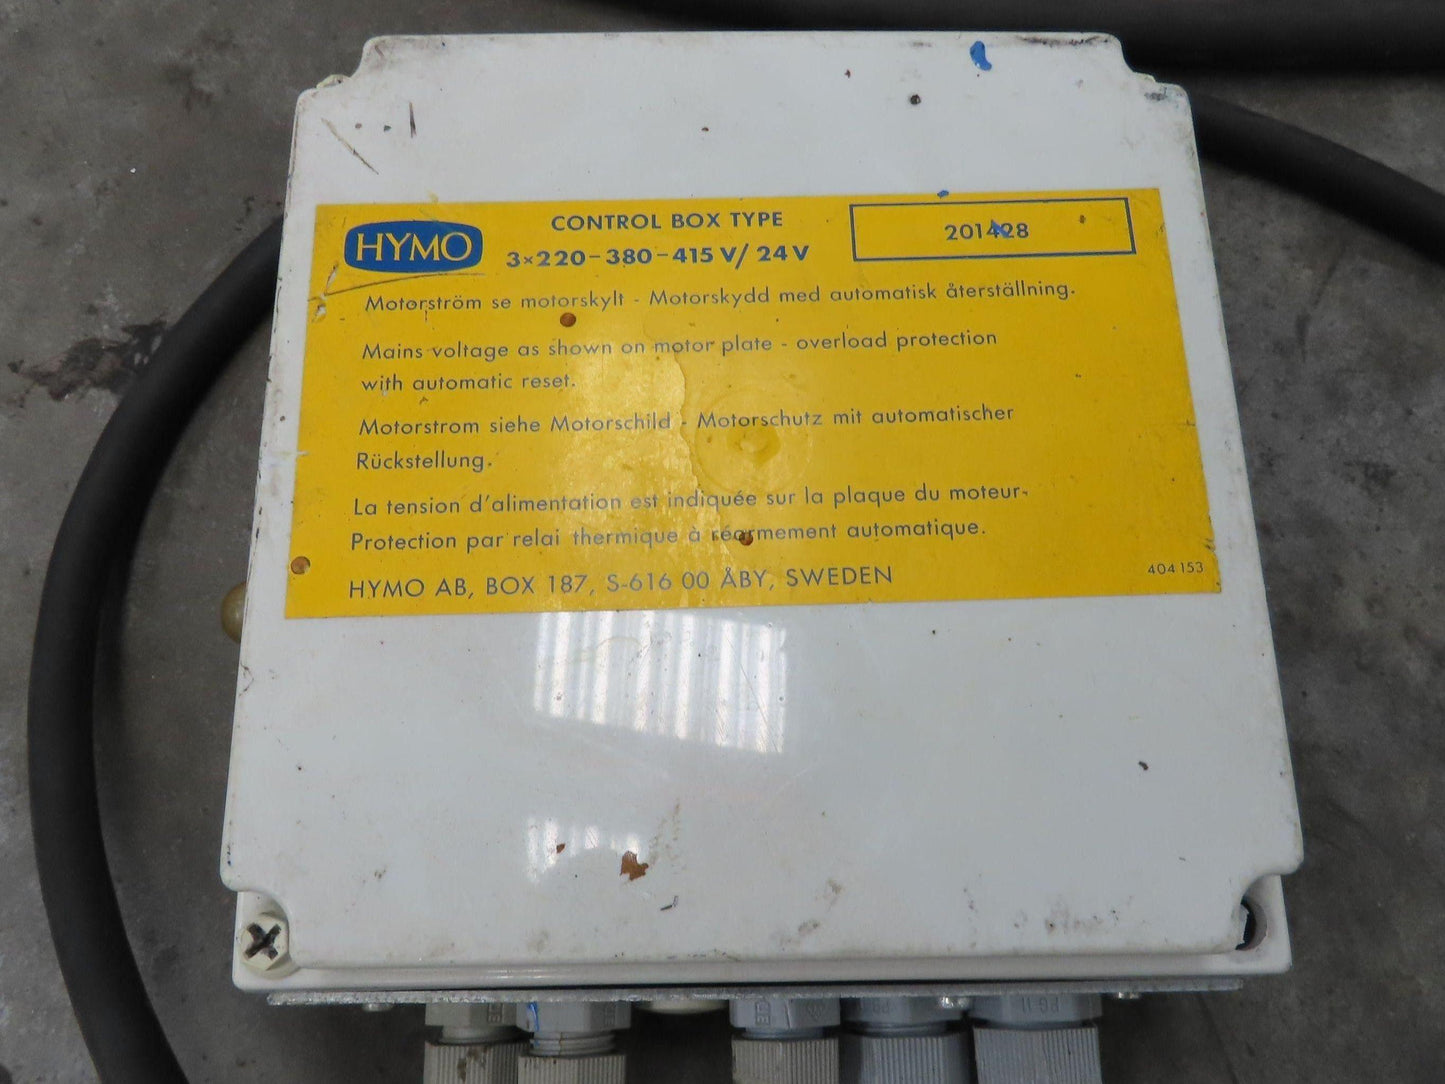 HYMO
CONTROL BOX TYPE
3×220-380-415 V/ 24 V
201428
Motorström se motorskylt - Motorskydd med automatisk återställning.
Mains voltage as shown on motor plate - overload protection
with automatic reset.
Motorstrom siehe Motorschild - Motorschutz mit automatischer
Rückstellung.
La tension d'alimentation est indiquée sur la plaque du moteur-
Protection par relai thermique à réarmement automatique.
HYMO AB, BOX 187, S-616 00 ÅBY, SWEDEN
404 153
PG 11